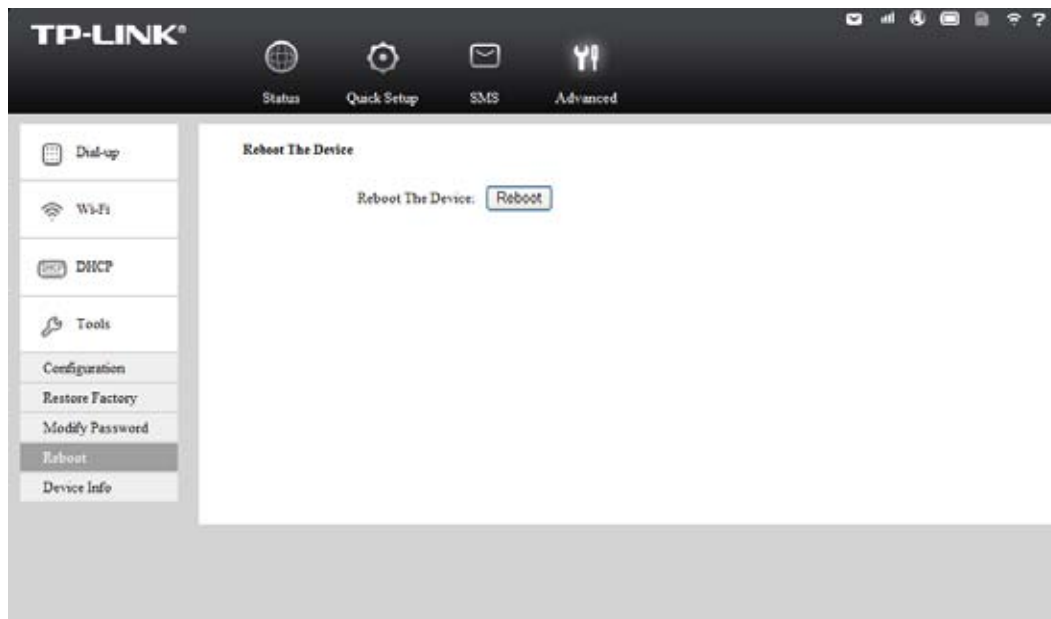 TP-LINK®
?
Status Quick Setup SMS Advanced
Dial-up
Wi-Fi
DHCP
Tools
Configuration
Restore Factory
Modify Password
Reboot
Device Info
Reboot The Device
Reboot The Device: Reboot